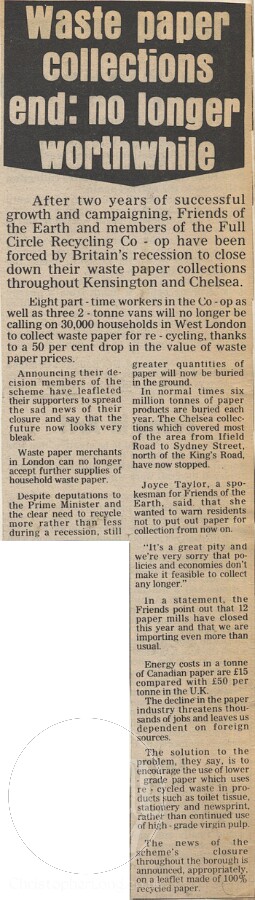 Waste paper
collections
end: no longer
worthwhile
After two years of successful
growth and campaigning, Friends of
the Earth and members of the Full
Circle Recycling Co - op have been
forced by Britain's recession to close
down their waste paper collections
throughout Kensington and Chelsea.
Eight part - time workers in the Co - op as
well as three 2 - tonne vans will no longer be
calling on 30,000 households in West London
to collect waste paper for re - cycling, thanks
to a 50 per cent drop in the value of waste
paper prices.
Announcing their de-
cision members of the
scheme have leafleted
their supporters to spread
the sad news of their
closure and say that the
future now looks very
bleak.
Waste paper merchants
in London can no longer
accept further supplies of
household waste paper.
Despite deputations to
the Prime Minister and
the clear need to recycle
more rather than less
during a recession, still
greater quantities of
paper will now be buried
in the ground.
In normal times six
million tonnes of paper
products are buried each
year. The Chelsea collec-
tions which covered most
of the area from Ifield
Road to Sydney Street,
north of the King's Road,
have now stopped.
Joyce Taylor, a spo-
kesman for Friends of the
Earth, said that she
wanted to warn residents
not to put out paper for
collection from now on.
"It's a great pity and
we're very sorry that po-
licies and economies don't
make it feasible to collect
any longer."
In a statement, the
Friends point out that 12
paper mills have closed
this year and that we are
importing even more than
usual.
Energy costs in a tonne
of Canadian paper are £15
compared with £50 per
tonne in the U.K.
The decline in the paper
industry threatens thou-
sands of jobs and leaves us
dependent on foreign
sources.
The solution to the
problem, they say, is to
encourage the use of lower
- grade paper which uses
re - cycled waste in pro-
ducts such as toilet tissue,
stationery and newsprint,
rather than continued use
of high - grade virgin pulp.
The news of the
scheme's closure
throughout the borough is
announced, appropriately,
on a leaflet made of 100%
recycled paper.